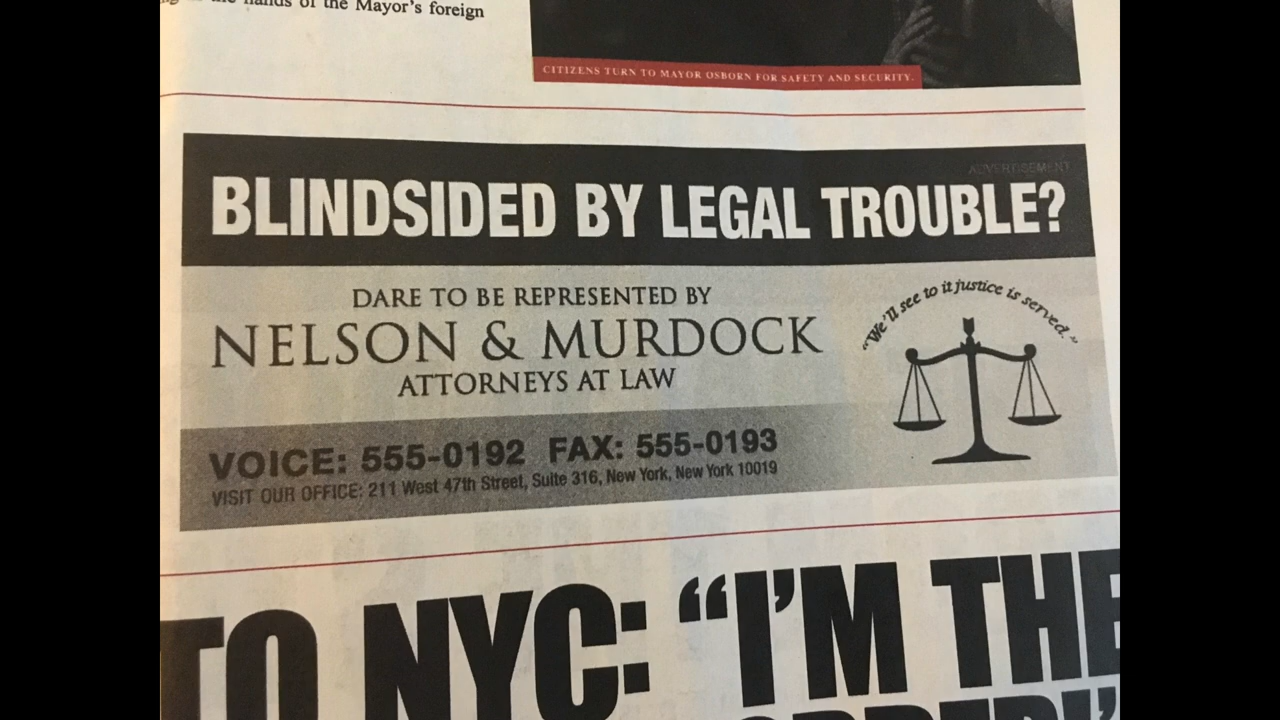 the hands of the Mayor's foreign
CITIZENS TURN TO MAYOR OSBORN FOR SAFETY AND SECURITY.
ADVERTISEMENT
BLINDSIDED BY LEGAL TROUBLE?
DARE TO BE REPRESENTED BY
NELSON & MURDOCK
ATTORNEYS AT LAW
"We'll see to it justice is served."
VOICE: 555-0192 FAX: 555-0193
VISIT OUR OFFICE: 211 West 47th Street, Suite 316, New York, New York 10019
TO NYC: "I'M THE